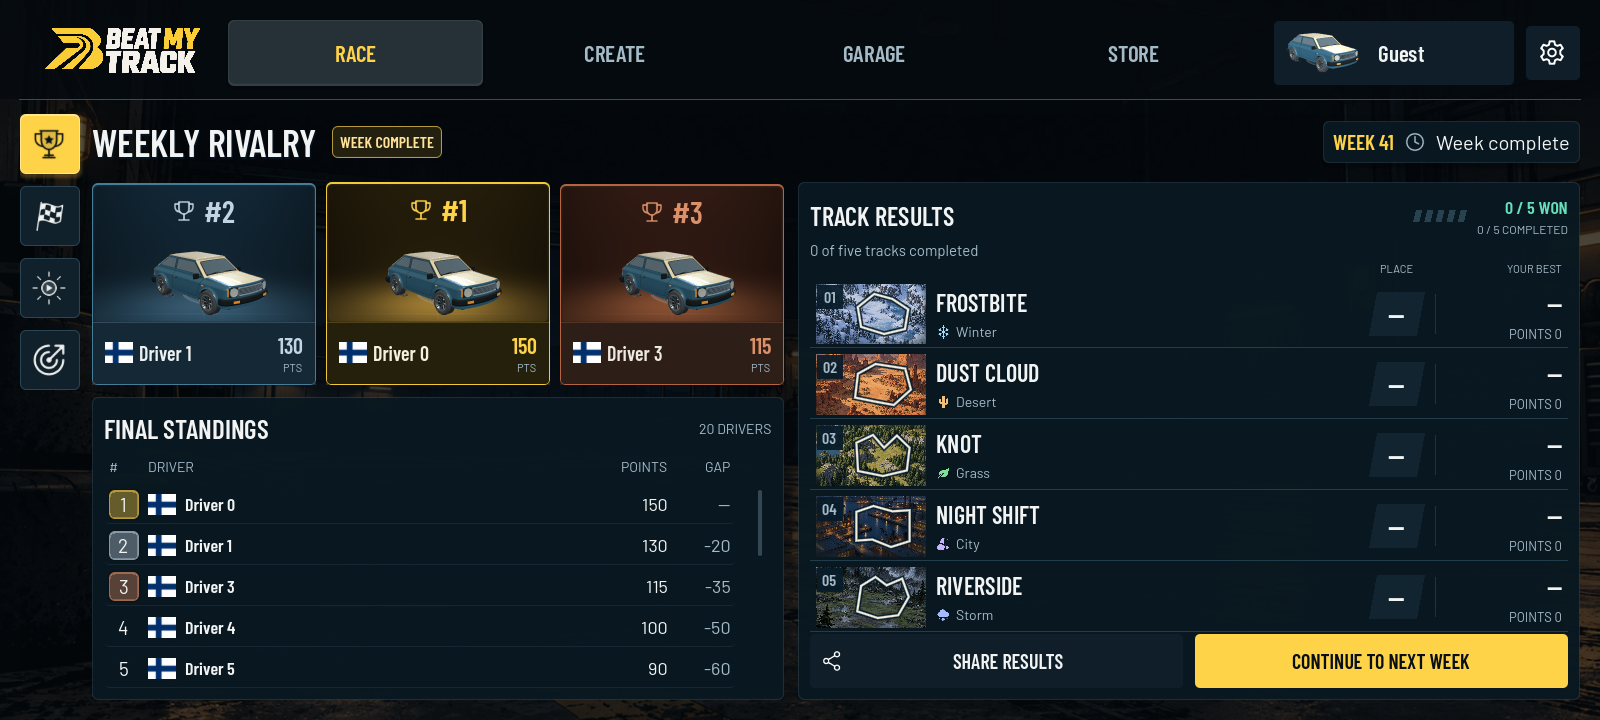 BEAT MY TRACK
RACE
CREATE
GARAGE
STORE
Guest
WEEKLY RIVALRY
WEEK COMPLETE
WEEK 41
Week complete
#2
Driver 1
130
PTS
#1
Driver 0
150
PTS
#3
Driver 3
115
PTS
FINAL STANDINGS
20 DRIVERS
# DRIVER POINTS GAP
1 Driver 0 150 —
2 Driver 1 130 -20
3 Driver 3 115 -35
4 Driver 4 100 -50
5 Driver 5 90 -60
TRACK RESULTS
0 / 5 WON
0 / 5 COMPLETED
0 of five tracks completed
PLACE YOUR BEST
01 FROSTBITE — —
Winter POINTS 0
02 DUST CLOUD — —
Desert POINTS 0
03 KNOT — —
Grass POINTS 0
04 NIGHT SHIFT — —
City POINTS 0
05 RIVERSIDE — —
Storm POINTS 0
SHARE RESULTS
CONTINUE TO NEXT WEEK